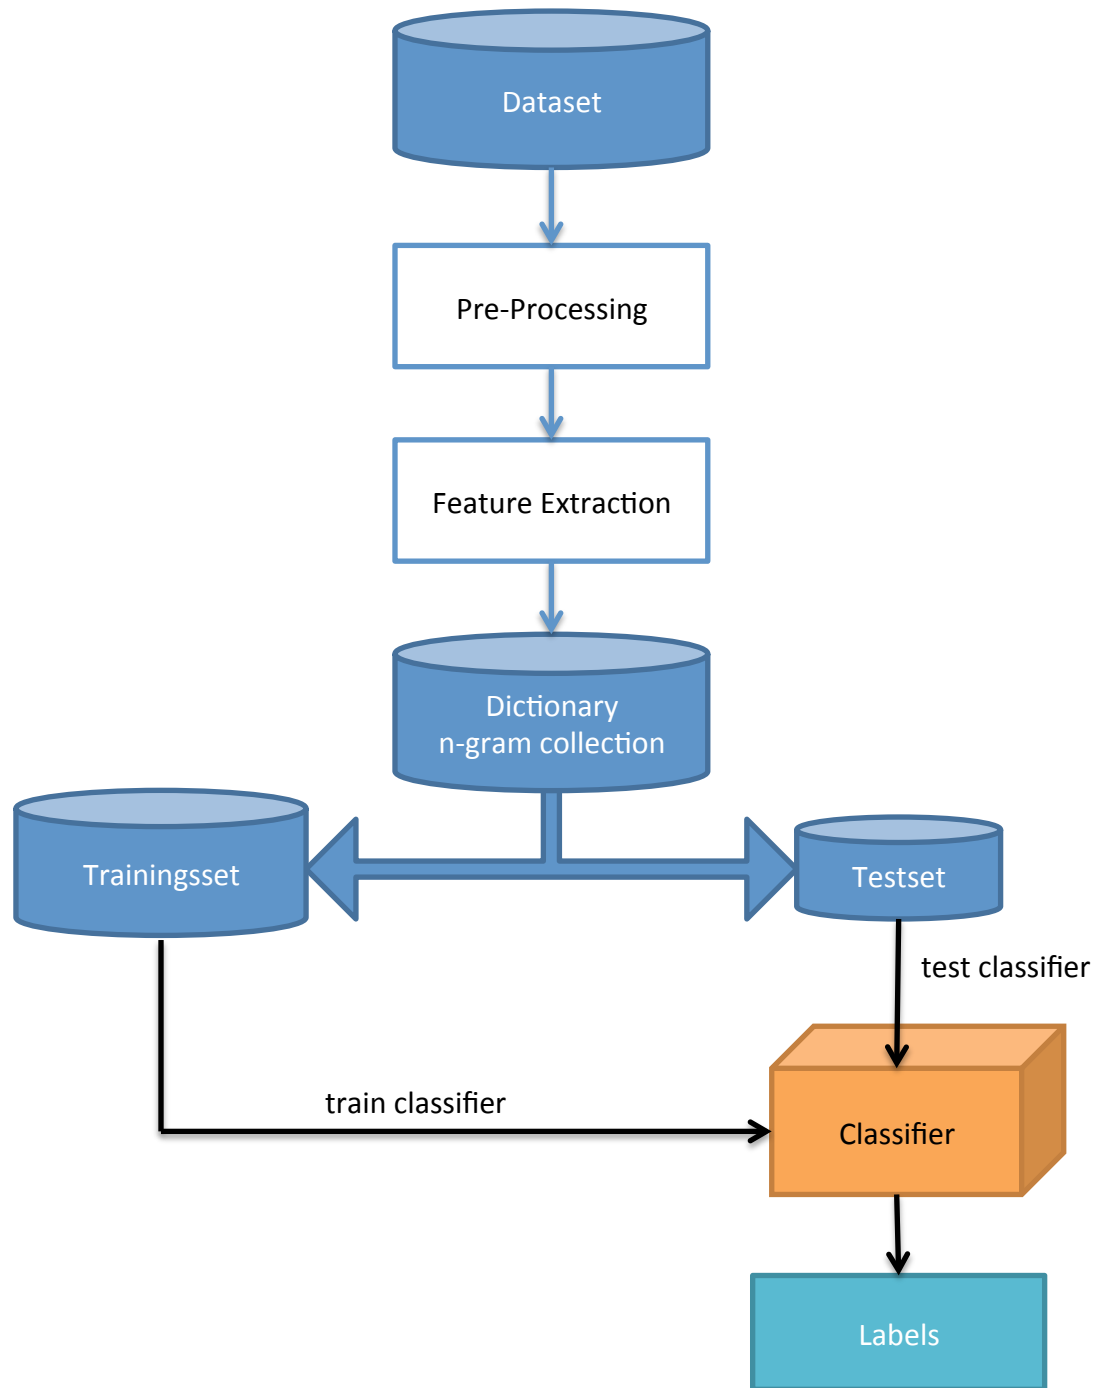 Dataset
Pre-Processing
Feature Extraction
Dictionary
n-gram collection
Trainingsset
Testset
test classifier
train classifier
Classifier
Labels